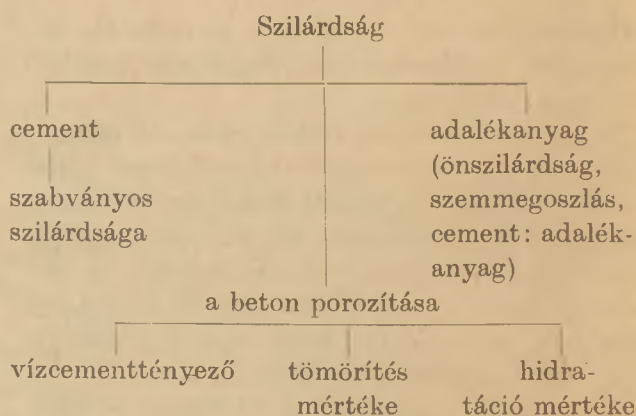 Szilárdság
cement
szabványos
szilárdsága
adalékanyag
(önszilárdság,
szemmegoszlás,
cement: adalék-
anyag)
a beton porozítása
vízcementtényező
tömörítés
mértéke
hidra-
táció mértéke